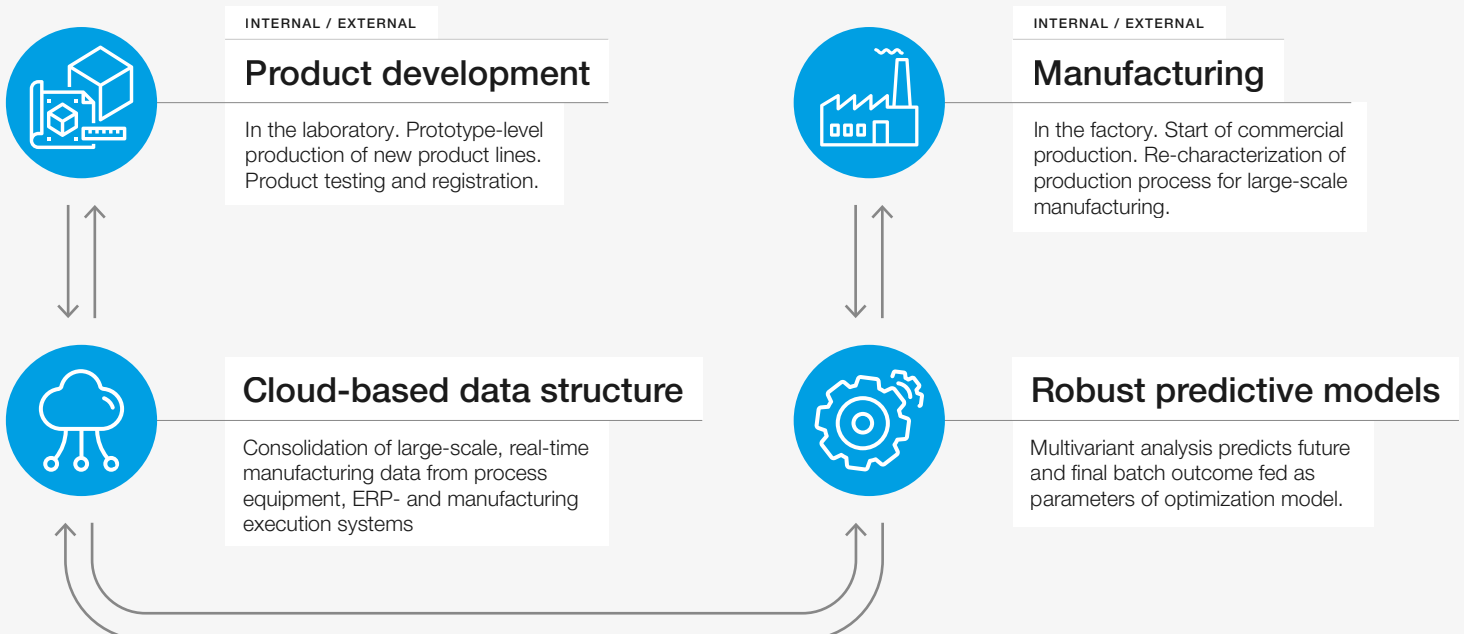 INTERNAL / EXTERNAL
Product development
In the laboratory. Prototype-level
production of new product lines.
Product testing and registration.
INTERNAL / EXTERNAL
Manufacturing
In the factory. Start of commercial
production. Re-characterization of
production process for large-scale
manufacturing.
Cloud-based data structure
Consolidation of large-scale, real-time
manufacturing data from process
equipment, ERP- and manufacturing
execution systems
Robust predictive models
Multivariant analysis predicts future
and final batch outcome fed as
parameters of optimization model.